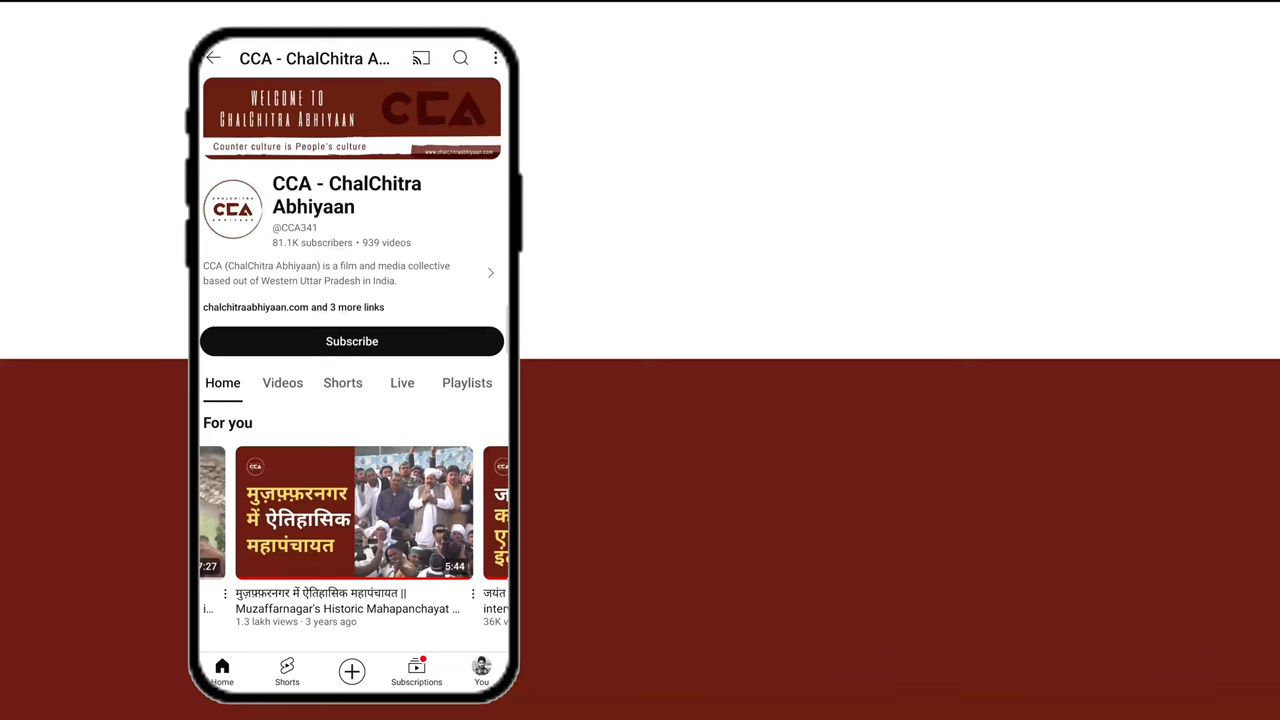 CCA - ChalChitra A...
WELCOME TO
CHALCHITRA ABHIYAAN
CCA
Counter culture is People's culture
www.chalchitraabhiyaan.com
CHALCHITRA
CCA
ABHIYAAN
CCA - ChalChitra
Abhiyaan
@CCA341
81.1K subscribers • 939 videos
CCA (ChalChitra Abhiyaan) is a film and media collective
based out of Western Uttar Pradesh in India.
chalchitraabhiyaan.com and 3 more links
Subscribe
Home Videos Shorts Live Playlists
For you
CCA
मुज़फ़्फ़रनगर
में ऐतिहासिक
महापंचायत
7:27
5:44
मुज़फ़्फ़रनगर में ऐतिहासिक महापंचायत ||
Muzaffarnagar's Historic Mahapanchayat ...
1.3 lakh views · 3 years ago
i...
जयंत
inter
36K v
Home Shorts Subscriptions You